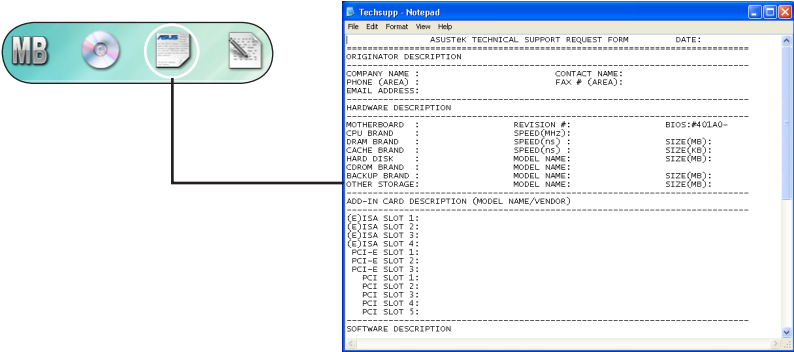 MB
ASUS
Techsupp - Notepad
File Edit Format View Help
ASUSTeK TECHNICAL SUPPORT REQUEST FORM DATE:
ORIGINATOR DESCRIPTION
COMPANY NAME : CONTACT NAME:
PHONE (AREA) : FAX # (AREA):
EMAIL ADDRESS:
HARDWARE DESCRIPTION
MOTHERBOARD : REVISION #: BIOS:#401A0-
CPU BRAND : SPEED(MHz):
DRAM BRAND : SPEED(ns) : SIZE(MB):
CACHE BRAND : SPEED(ns) : SIZE(KB):
HARD DISK : MODEL NAME: SIZE(MB):
CDROM BRAND : MODEL NAME:
BACKUP BRAND : MODEL NAME: SIZE(MB):
OTHER STORAGE: MODEL NAME: SIZE(MB):
ADD-IN CARD DESCRIPTION (MODEL NAME/VENDOR)
(E)ISA SLOT 1:
(E)ISA SLOT 2:
(E)ISA SLOT 3:
(E)ISA SLOT 4:
PCI-E SLOT 1:
PCI-E SLOT 2:
PCI-E SLOT 3:
PCI SLOT 1:
PCI SLOT 2:
PCI SLOT 3:
PCI SLOT 4:
PCI SLOT 5:
SOFTWARE DESCRIPTION